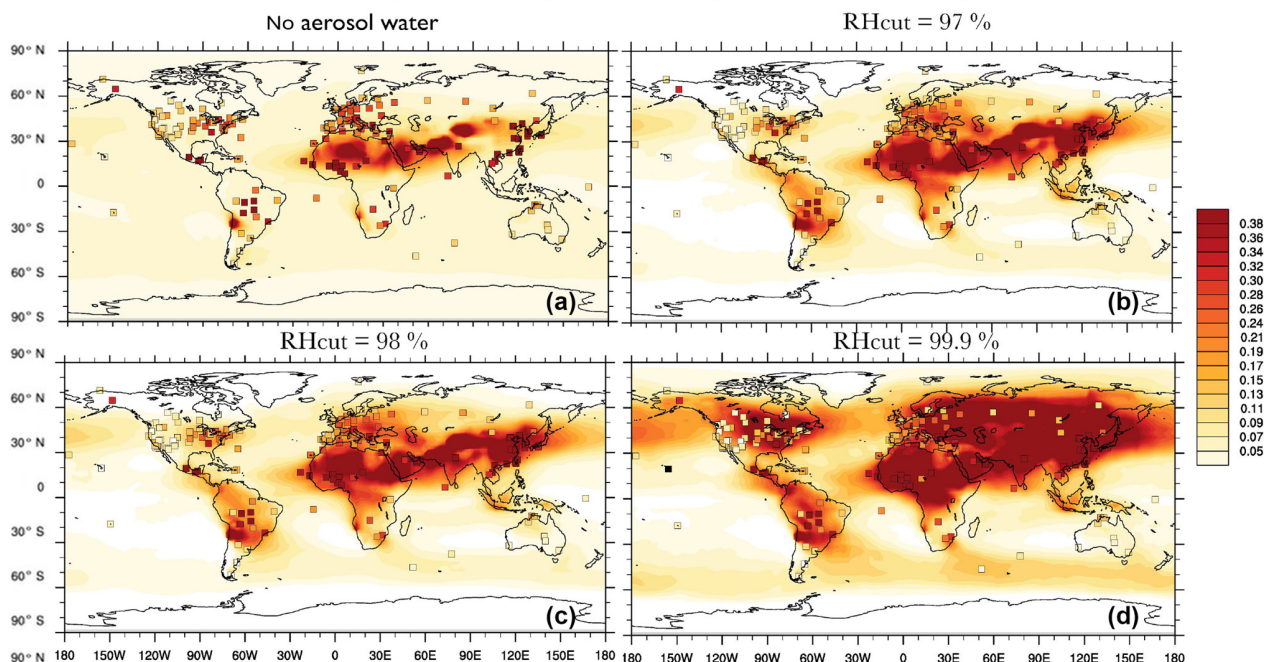 No aerosol water
RHcut = 97 %
90° N
60° N
30° N
0
30° S
60° S
90° S
(a)
(b)
RHcut = 98 %
RHcut = 99.9 %
90° N
60° N
30° N
0
30° S
60° S
90° N
(c)
(d)
180 150W 120W 90W 60W 30W 0 30E 60E 90E 120E 150E 180
180 150W 120W 90W 60W 30W 0 30E 60E 90E 120E 150E 180
0.38
0.36
0.34
0.32
0.30
0.28
0.26
0.24
0.21
0.19
0.17
0.15
0.13
0.11
0.09
0.07
0.05